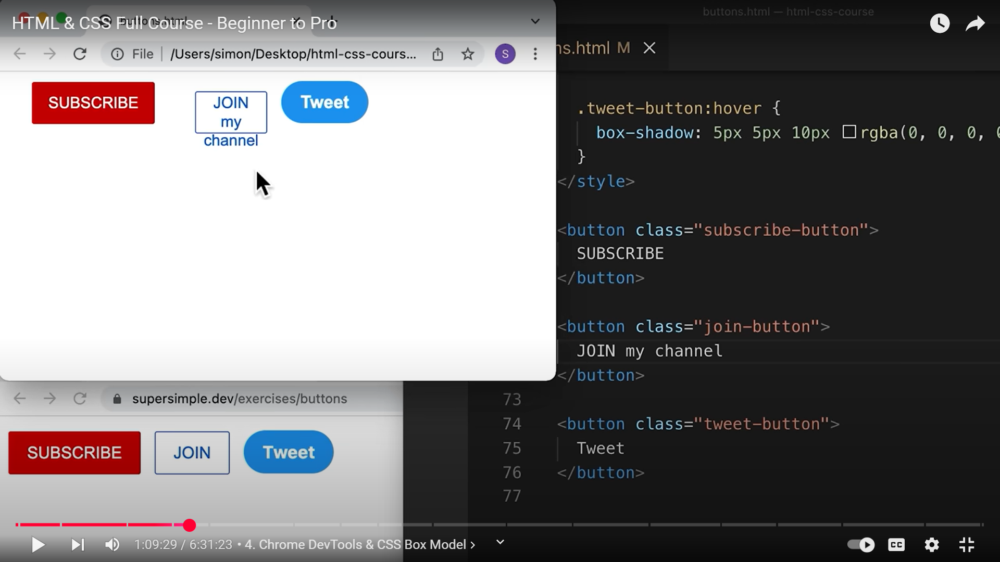 HTML & CSS Full Course - Beginner to Pro
buttons.html — html-css-course
File
/Users/simon/Desktop/html-css-cours...
S
ns.html M
SUBSCRIBE
JOIN
my
channel
Tweet
.tweet-button:hover {
box-shadow: 5px 5px 10px rgba(0, 0, 0, 0
}
</style>
<button class="subscribe-button">
SUBSCRIBE
</button>
<button class="join-button">
JOIN my channel
</button>
73
74 <button class="tweet-button">
75 Tweet
76 </button>
77
supersimple.dev/exercises/buttons
SUBSCRIBE
JOIN
Tweet
1:09:29 / 6:31:23 • 4. Chrome DevTools & CSS Box Model
CC